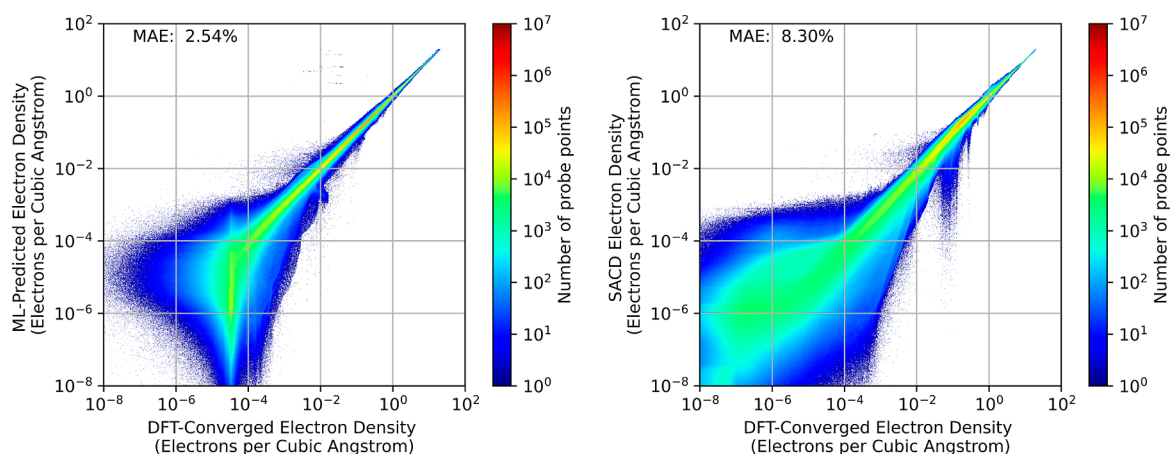 MAE: 2.54%
ML-Predicted Electron Density
(Electrons per Cubic Angstrom)
10²
10⁰
10⁻²
10⁻⁴
10⁻⁶
10⁻⁸
10⁻⁸ 10⁻⁶ 10⁻⁴ 10⁻² 10⁰ 10²
DFT-Converged Electron Density
(Electrons per Cubic Angstrom)
10⁷
10⁶
10⁵
10⁴
10³
10²
10¹
10⁰
Number of probe points
MAE: 8.30%
SACD Electron Density
(Electrons per Cubic Angstrom)
10²
10⁰
10⁻²
10⁻⁴
10⁻⁶
10⁻⁸
10⁻⁸ 10⁻⁶ 10⁻⁴ 10⁻² 10⁰ 10²
DFT-Converged Electron Density
(Electrons per Cubic Angstrom)
10⁷
10⁶
10⁵
10⁴
10³
10²
10¹
10⁰
Number of probe points